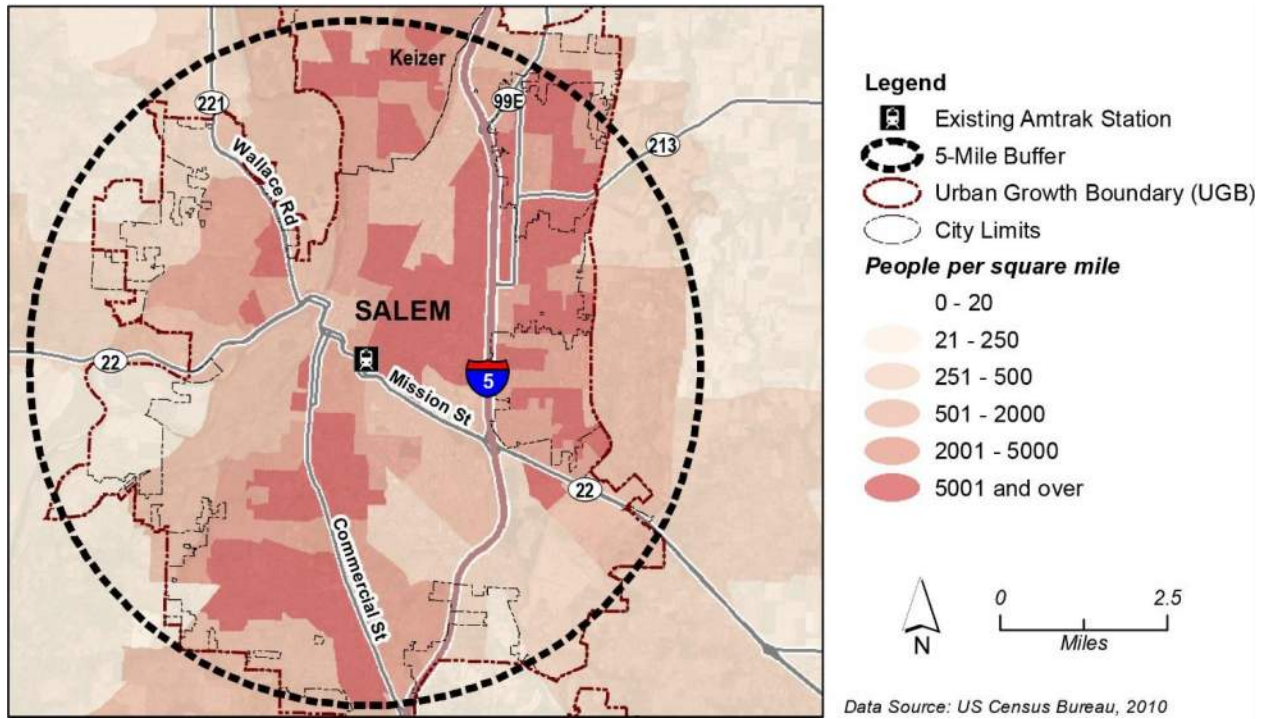 Keizer
221
99E
213
Wallace Rd
SALEM
22
5
Mission St
22
Commercial St
Legend
Existing Amtrak Station
5-Mile Buffer
Urban Growth Boundary (UGB)
City Limits
People per square mile
0 - 20
21 - 250
251 - 500
501 - 2000
2001 - 5000
5001 and over
N
0 2.5
Miles
Data Source: US Census Bureau, 2010